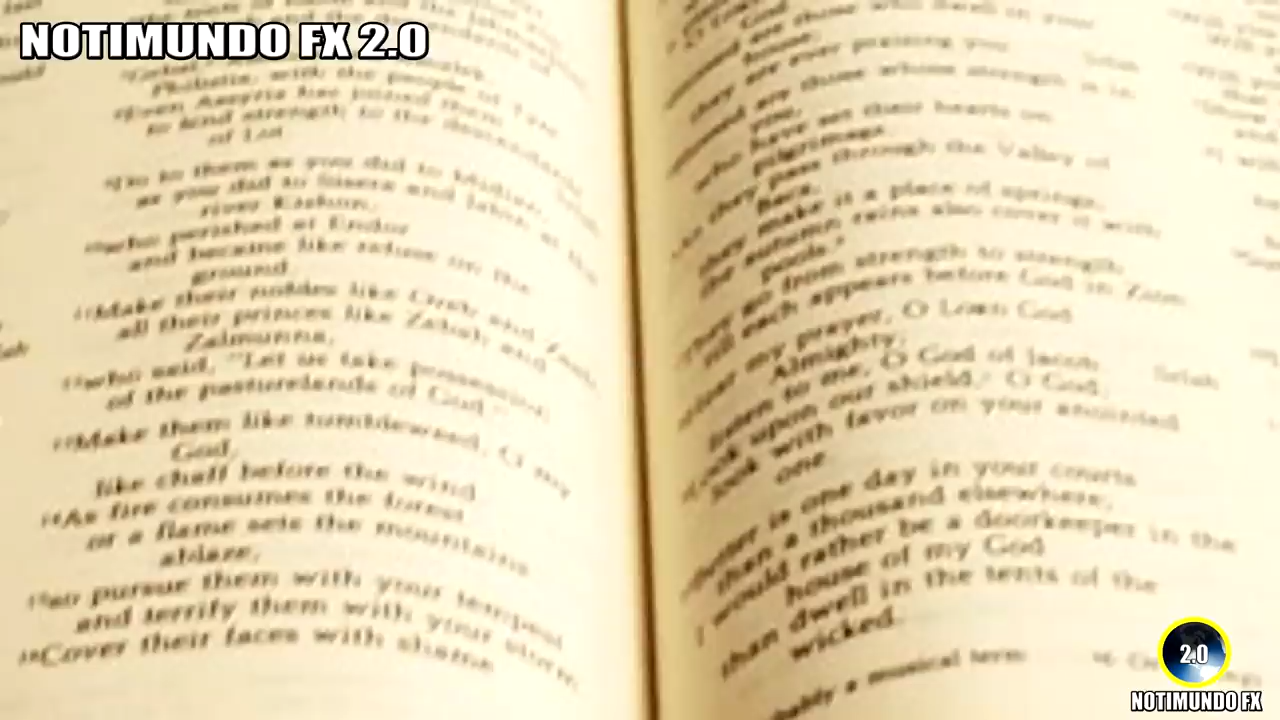 NOTIMUNDO FX 2.0
Philistia, with the people of Tyre
Even Assyria has joined them
to lend strength to the descendants
of Lot
Do to them as you did to Midian,
as you did to Sisera and Jabin at the
river Kishon,
who perished at Endor
and became like refuse on the
ground.
Make their nobles like Oreb and Zeeb,
all their princes like Zebah and
Zalmunna,
who said, "Let us take possession
of the pasturelands of God."
Make them like tumbleweed, O my
God,
like chaff before the wind
As fire consumes the forest
or a flame sets the mountains
ablaze,
so pursue them with your tempest
and terrify them with your storm.
Cover their faces with shame
they are ever praising you
are those whose strength is in
you,
who have set their hearts on
pilgrimage
As they pass through the Valley of
Baca,
they make it a place of springs;
the autumn rains also cover it with
pools.
They go from strength to strength,
till each appears before God in Zion
Hear my prayer, O LORD God
Almighty;
listen to me, O God of Jacob
Selah
Look upon our shield, O God;
look with favor on your anointed
one
Better is one day in your courts
than a thousand elsewhere;
I would rather be a doorkeeper in the
house of my God
than dwell in the tents of the
wicked.
a musical term
2.0
NOTIMUNDO FX